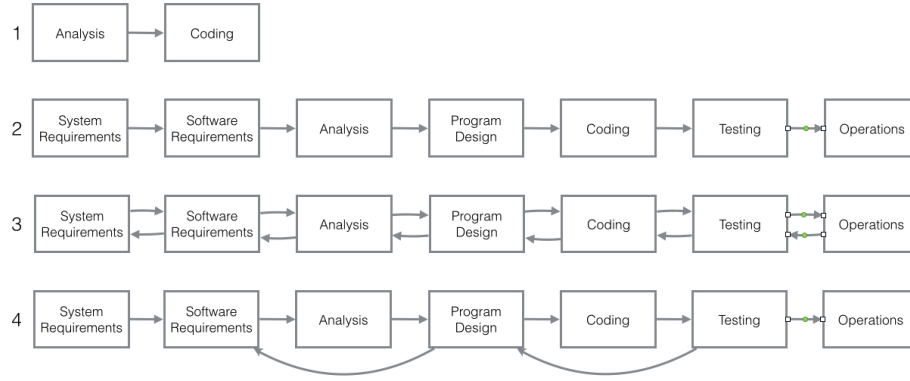 1
Analysis
Coding
2
System
Requirements
Software
Requirements
Analysis
Program
Design
Coding
Testing
Operations
3
System
Requirements
Software
Requirements
Analysis
Program
Design
Coding
Testing
Operations
4
System
Requirements
Software
Requirements
Analysis
Program
Design
Coding
Testing
Operations